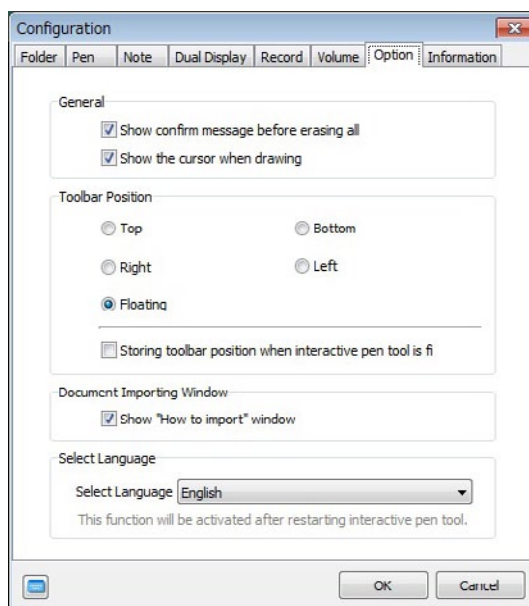 Configuration
Folder Pen Note Dual Display Record Volume Option Information
General
Show confirm message before erasing all
Show the cursor when drawing
Toolbar Position
Top Bottom
Right Left
Floating
Storing toolbar position when interactive pen tool is fi
Document Importing Window
Show "How to import" window
Select Language
Select Language English
This function will be activated after restarting interactive pen tool.
OK Cancel